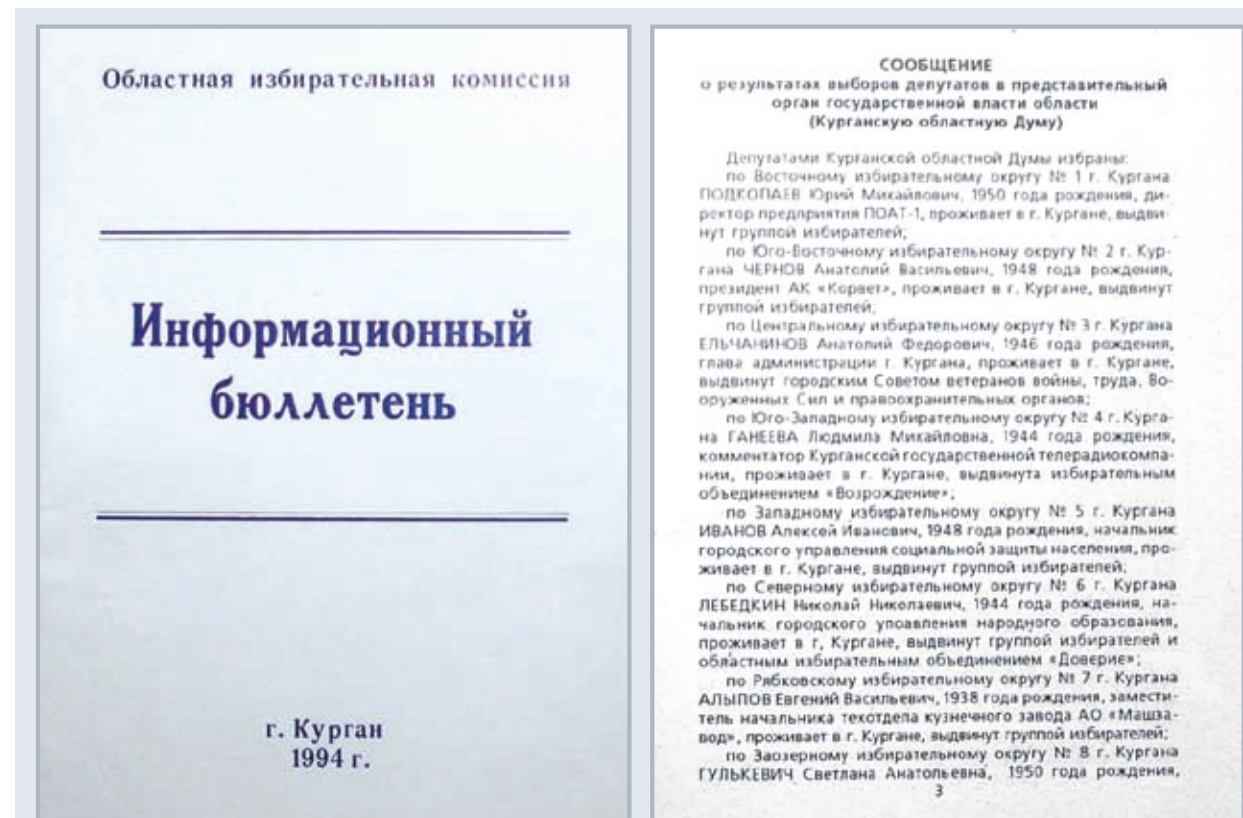 Областная избирательная комиссия
Информационный
бюллетень
г. Курган
1994 г.
СООБЩЕНИЕ
о результатах выборов депутатов в представительный
орган государственной власти области
(Курганскую областную Думу)
Депутатами Курганской областной Думы избраны:
по Восточному избирательному округу № 1 г. Кургана
ПОДКОПАЕВ Юрий Михайлович, 1950 года рождения, ди-
ректор предприятия ПОАТ-1, проживает в г. Кургане, выдви-
нут группой избирателей;
по Юго-Восточному избирательному округу № 2 г. Кур-
гана ЧЕРНОВ Анатолий Васильевич, 1948 года рождения,
президент АК «Корвет», проживает в г. Кургане, выдвинут
группой избирателей;
по Центральному избирательному округу № 3 г. Кургана
ЕЛЬЧАНИНОВ Анатолий Федорович, 1946 года рождения,
глава администрации г. Кургана, проживает в г. Кургане,
выдвинут городским Советом ветеранов войны, труда, Во-
оруженных Сил и правоохранительных органов;
по Юго-Западному избирательному округу № 4 г. Курга-
на ГАНЕЕВА Людмила Михайловна, 1944 года рождения,
комментатор Курганской государственной телерадиокомпа-
нии, проживает в г. Кургане, выдвинута избирательным
объединением «Возрождение»;
по Западному избирательному округу № 5 г. Кургана
ИВАНОВ Алексей Иванович, 1948 года рождения, начальник
городского управления социальной защиты населения, про-
живает в г. Кургане, выдвинут группой избирателей;
по Северному избирательному округу № 6 г. Кургана
ЛЕБЕДКИН Николай Николаевич, 1944 года рождения, на-
чальник городского упоавления народного образования,
проживает в г, Кургане, выдвинут группой избирателей и
областным избирательным объединением «Доверие»;
по Рябковскому избирательному округу № 7 г. Кургана
АЛЫПОВ Евгений Васильевич, 1938 года рождения, замести-
тель начальника техотдела кузнечного завода АО «Машза-
вод», проживает в г. Кургане, выдвинут группой избирателей;
по Заозерному избирательному округу № 8 г. Кургана
ГУЛЬКЕВИЧ Светлана Анатольевна, 1950 года рождения,
3